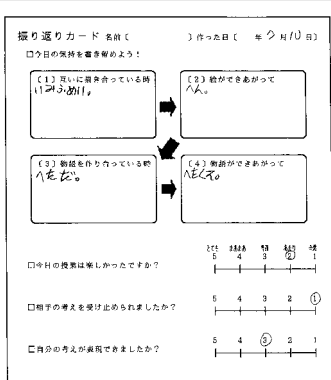 振り返りカード 名前〔 〕作った日〔 年 9 月10 日〕
□今日の気持を書き留めよう!
(1)互いに描き合っている時
いみふめい。
(2)絵ができあがって
へん。
(3)物語を作り合っている時
へただ。
(4)物語ができあがって
へたくそ。
とても まあまあ 普通 あまり 全然
5 4 3 2 1
□今日の授業は楽しかったですか?
5 4 3 2 1
□相手の考えを受け止められましたか?
5 4 3 2 1
□自分の考えが表現できましたか?